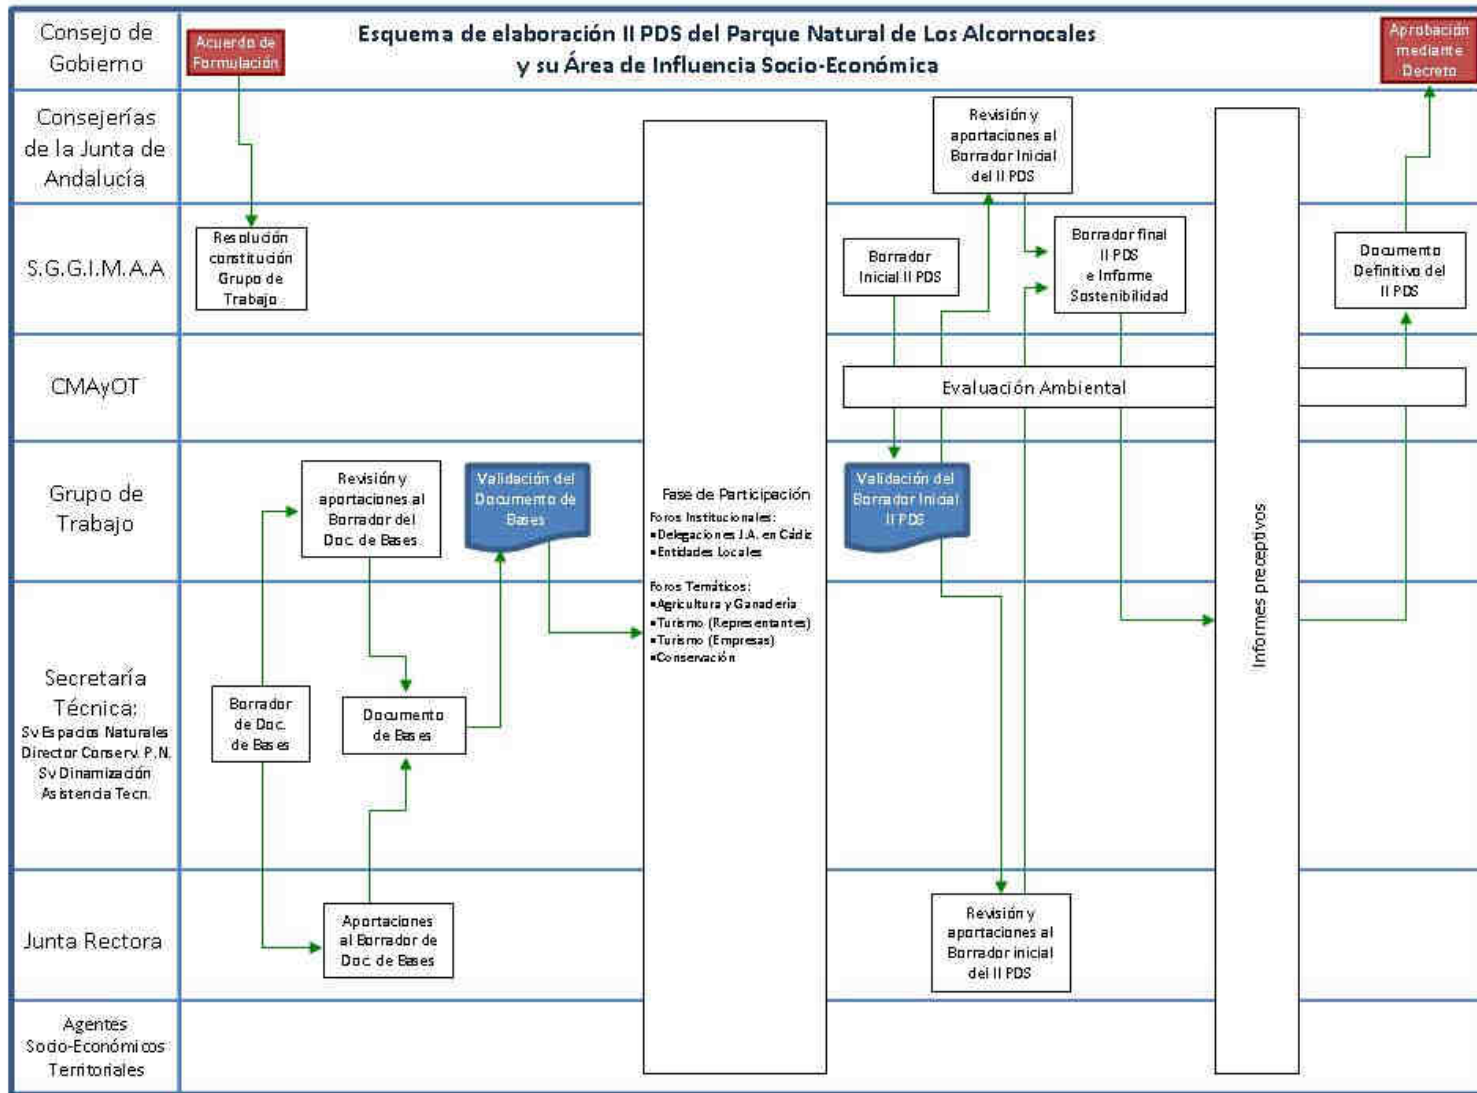 Esquema de elaboración II PDS del Parque Natural de Los Alcornocales
y su Área de Influencia Socio-Económica
Consejo de
Gobierno
Acuerdo de
Formulación
Aprobación
mediante
Decreto
Consejerías
de la Junta de
Andalucía
Revisión y
aportaciones al
Borrador Inicial
del II PDS
S.G.G.I.M.A.A
Resolución
constitución
Grupo de
Trabajo
Borrador
Inicial II PDS
Borrador final
II PDS
e Informe
Sostenibilidad
Documento
Definitivo del
II PDS
CMAyOT
Evaluación Ambiental
Grupo de
Trabajo
Revisión y
aportaciones al
Borrador del
Doc. de Bases
Validación del
Documento de
Bases
Fase de Participación
Foros Institucionales:
▪Delegaciones J.A. en Cádiz
▪Entidades Locales
Foros Temáticos:
▪Agricultura y Ganadería
▪Turismo (Representantes)
▪Turismo (Empresas)
▪Conservación
Validación del
Borrador Inicial
II PDS
Informes preceptivos
Secretaría
Técnica:
Sv Espacios Naturales
Director Conserv. P.N.
Sv Dinamización
Asistencia Tecn.
Borrador
de Doc.
de Bases
Documento
de Bases
Junta Rectora
Aportaciones
al Borrador de
Doc. de Bases
Revisión y
aportaciones al
Borrador inicial
del II PDS
Agentes
Socio-Económicos
Territoriales